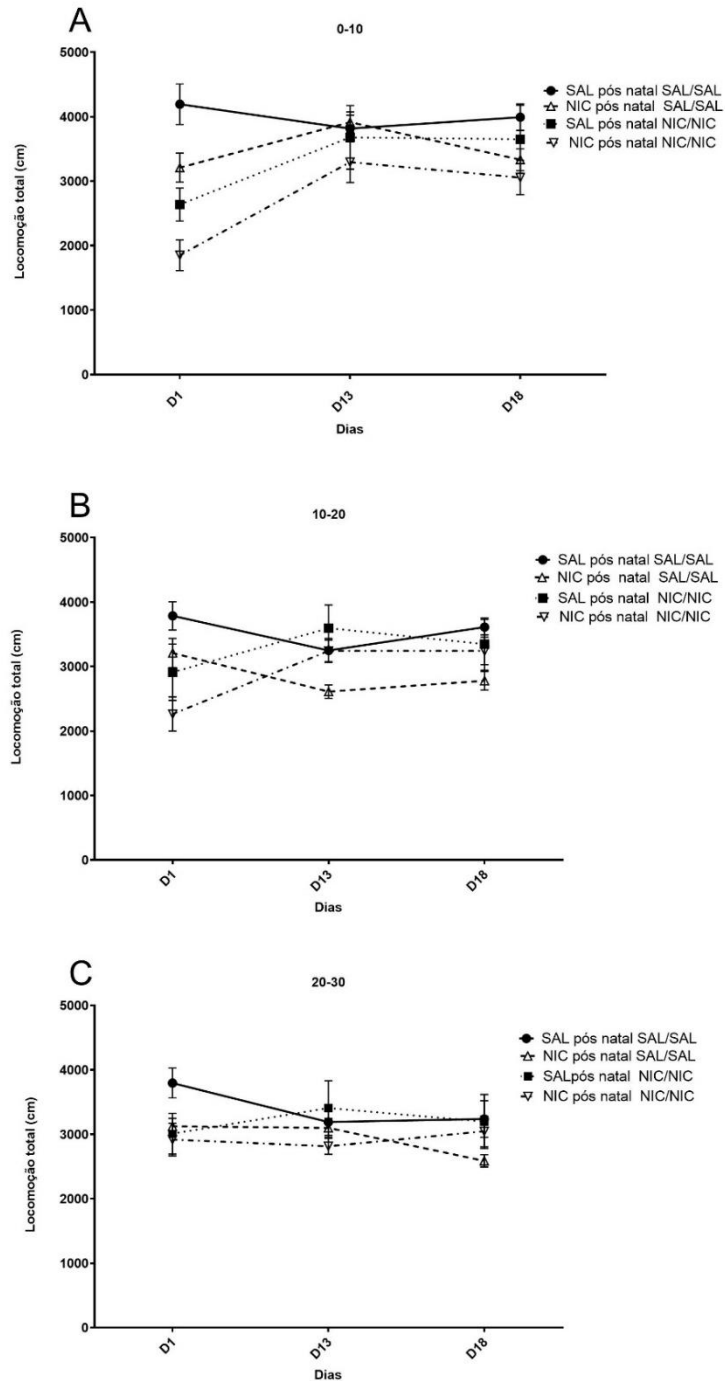 A
0-10
5000
4000
3000
2000
1000
0
Locomoção total (cm)
D1
D13
D18
Dias
SAL pós natal SAL/SAL
NIC pós natal SAL/SAL
SAL pós natal NIC/NIC
NIC pós natal NIC/NIC
B
10-20
5000
4000
3000
2000
1000
0
Locomoção total (cm)
D1
D13
D18
Dias
SAL pós natal SAL/SAL
NIC pós natal SAL/SAL
SAL pós natal NIC/NIC
NIC pós natal NIC/NIC
C
20-30
5000
4000
3000
2000
1000
0
Locomoção total (cm)
D1
D13
D18
Dias
SAL pós natal SAL/SAL
NIC pós natal SAL/SAL
SALpós natal NIC/NIC
NIC pós natal NIC/NIC